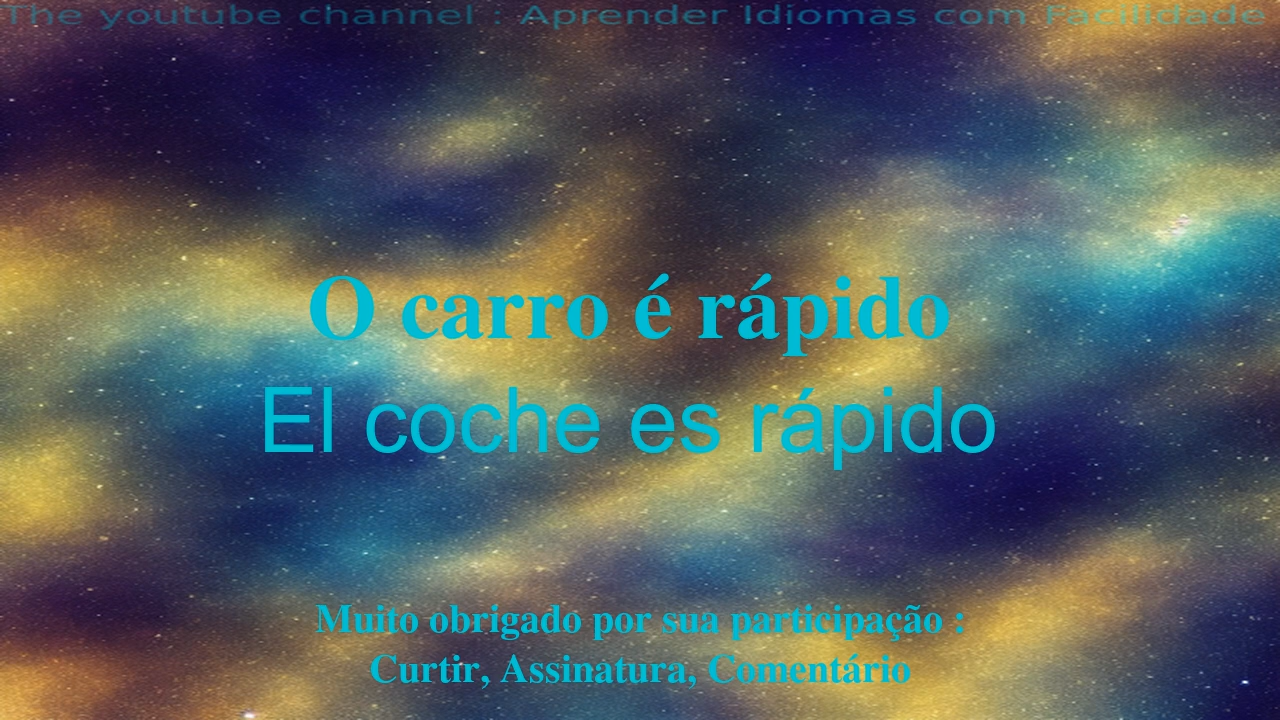 The youtube channel : Aprender Idiomas com Facilidade
O carro é rápido
El coche es rápido
Muito obrigado por sua participação :
Curtir, Assinatura, Comentário